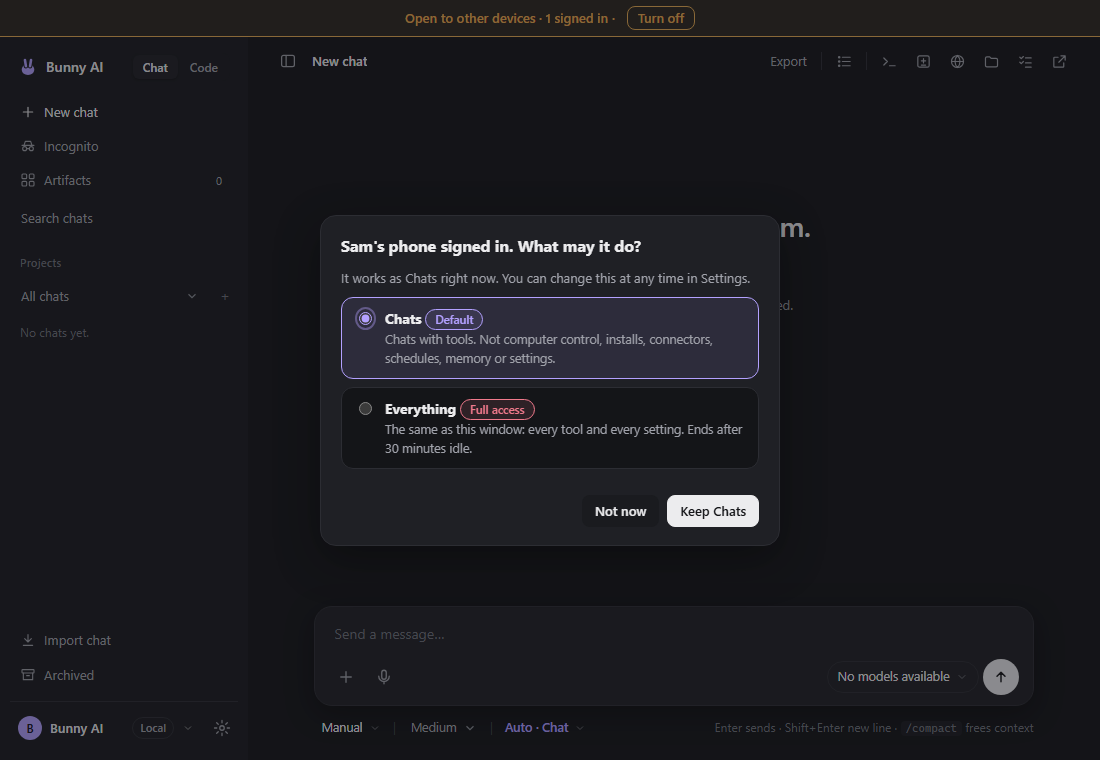 Open to other devices · 1 signed in · Turn off
Bunny AI Chat Code
New chat Export
New chat
Incognito
Artifacts 0
Search chats
Projects
All chats
No chats yet.
m.
ed.
Sam's phone signed in. What may it do?
It works as Chats right now. You can change this at any time in Settings.
Chats Default
Chats with tools. Not computer control, installs, connectors,
schedules, memory or settings.
Everything Full access
The same as this window: every tool and every setting. Ends after
30 minutes idle.
Not now Keep Chats
Send a message...
No models available
Import chat
Archived
B Bunny AI Local
Manual Medium Auto · Chat Enter sends · Shift+Enter new line · /compact frees context